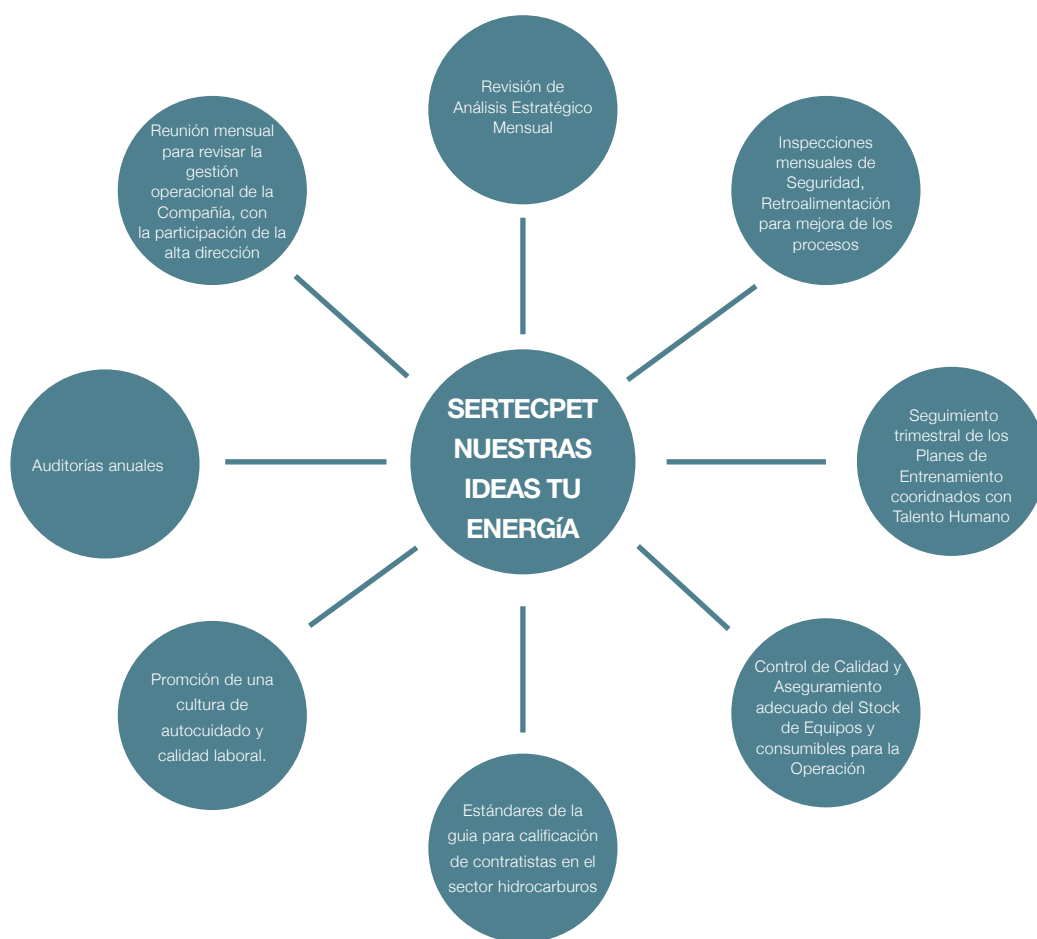 Revisión de
Análisis Estratégico
Mensual
Inspecciones
mensuales de
Seguridad,
Retroalimentación
para mejora de los
procesos
Seguimiento
trimestral de los
Planes de
Entrenamiento
cooridnados con
Talento Humano
Control de Calidad y
Aseguramiento
adecuado del Stock
de Equipos y
consumibles para la
Operación
Estándares de la
guia para calificación
de contratistas en el
sector hidrocarburos
Promción de una
cultura de
autocuidado y
calidad laboral.
Auditorías anuales
Reunión mensual
para revisar la
gestión
operacional de la
Compañía, con
la participación de la
alta dirección
SERTECPET
NUESTRAS
IDEAS TU
ENERGíA